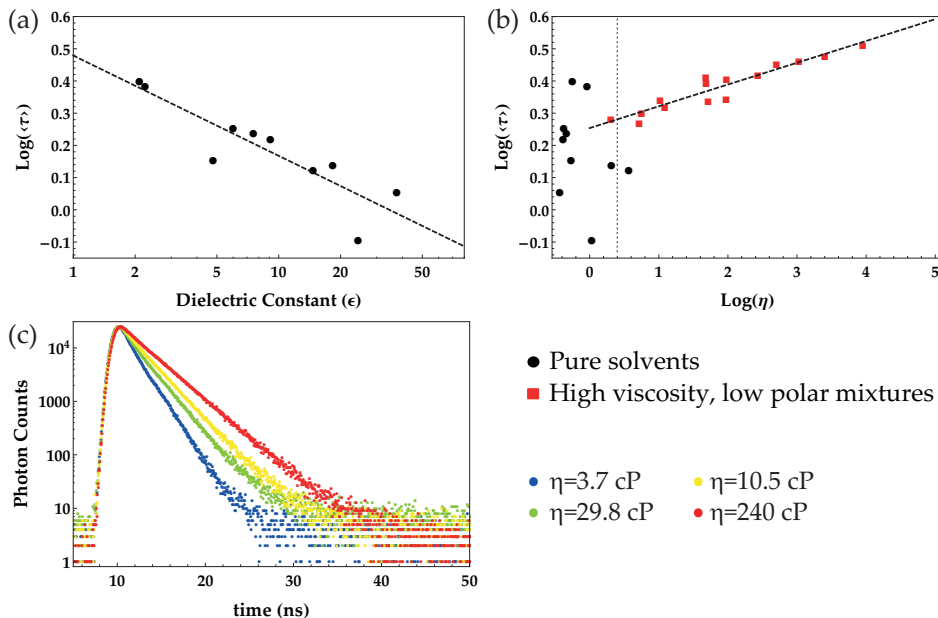 (a)
0.6
0.5
0.4
0.3
0.2
0.1
0.0
−0.1
Log(⟨τ⟩)
1 2 5 10 20 50
Dielectric Constant (ϵ)
(b)
0.6
0.5
0.4
0.3
0.2
0.1
0.0
−0.1
Log(⟨τ⟩)
0 1 2 3 4 5
Log(η)
(c)
10⁴
1000
100
10
1
Photon Counts
10 20 30 40 50
time (ns)
Pure solvents
High viscosity, low polar mixtures
η=3.7 cP η=10.5 cP
η=29.8 cP η=240 cP